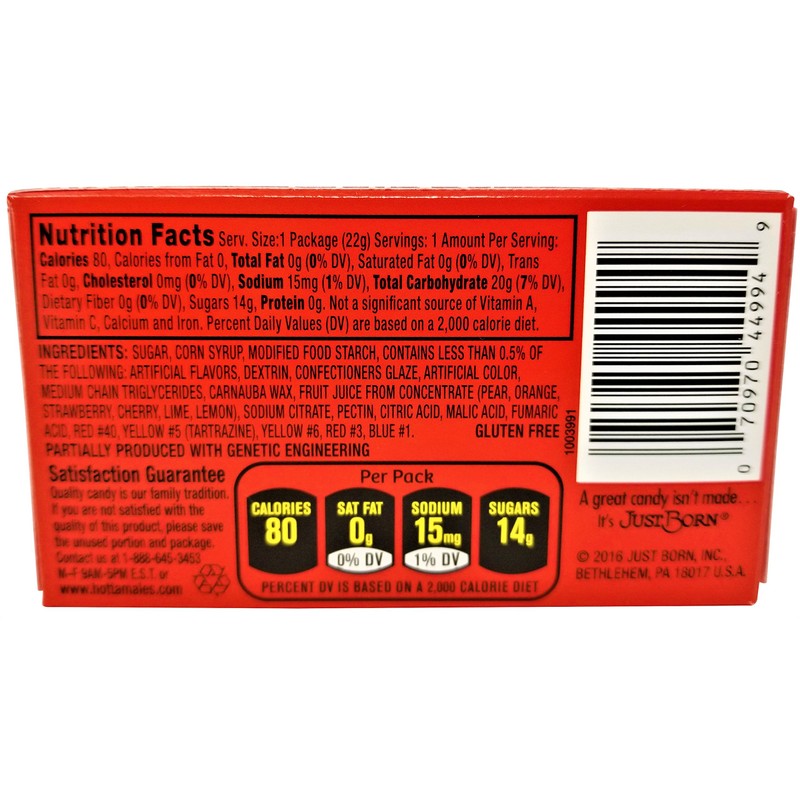 Nutrition Facts Serv. Size:1 Package (22g) Servings: 1 Amount Per Serving:
Calories 80, Calories from Fat 0, Total Fat 0g (0% DV), Saturated Fat 0g (0% DV), Trans
Fat 0g, Cholesterol 0mg (0% DV), Sodium 15mg (1% DV), Total Carbohydrate 20g (7% DV),
Dietary Fiber 0g (0% DV), Sugars 14g, Protein 0g. Not a significant source of Vitamin A,
Vitamin C, Calcium and Iron. Percent Daily Values (DV) are based on a 2,000 calorie diet.
INGREDIENTS: SUGAR, CORN SYRUP, MODIFIED FOOD STARCH, CONTAINS LESS THAN 0.5% OF
THE FOLLOWING: ARTIFICIAL FLAVORS, DEXTRIN, CONFECTIONERS GLAZE, ARTIFICIAL COLOR,
MEDIUM CHAIN TRIGLYCERIDES, CARNAUBA WAX, FRUIT JUICE FROM CONCENTRATE (PEAR, ORANGE,
STRAWBERRY, CHERRY, LIME, LEMON), SODIUM CITRATE, PECTIN, CITRIC ACID, MALIC ACID, FUMARIC
ACID, RED #40, YELLOW #5 (TARTRAZINE), YELLOW #6, RED #3, BLUE #1. GLUTEN FREE
PARTIALLY PRODUCED WITH GENETIC ENGINEERING
1003991
0 70970 44994 9
Satisfaction Guarantee
Quality candy is our family tradition.
If you are not satisfied with the
quality of this product, please save
the unused portion and package.
Contact us at 1-888-645-3453
M-F 9AM-5PM E.S.T. or
www.hottamales.com
Per Pack
CALORIES
80
SAT FAT
0g
0% DV
SODIUM
15mg
1% DV
SUGARS
14g
PERCENT DV IS BASED ON A 2,000 CALORIE DIET
A great candy isn't made...
It's JUST BORN®
© 2016 JUST BORN, INC.,
BETHLEHEM, PA 18017 U.S.A.